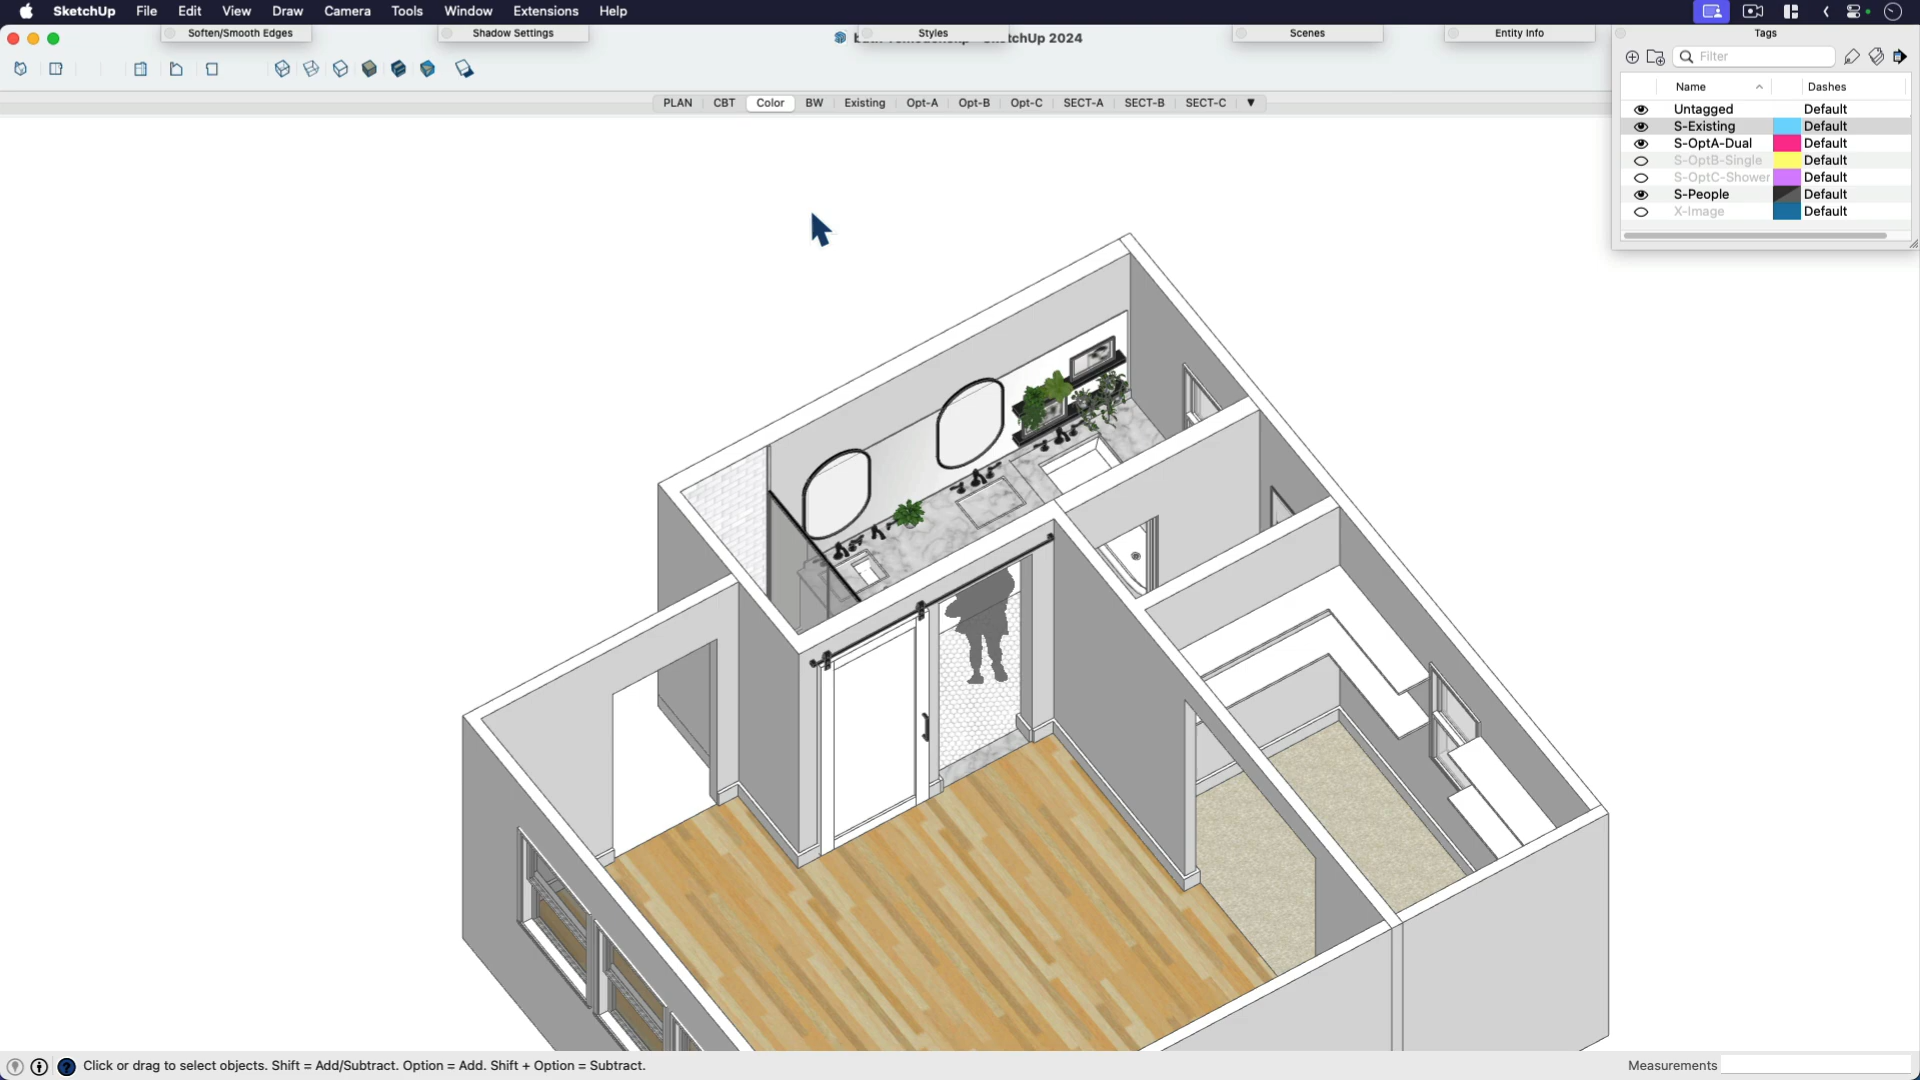 SketchUp File Edit View Draw Camera Tools Window Extensions Help
Soften/Smooth Edges
Shadow Settings
Styles
SketchUp 2024
Scenes
Entity Info
Tags
Filter
PLAN CBT Color BW Existing Opt-A Opt-B Opt-C SECT-A SECT-B SECT-C
Name Dashes
Untagged Default
S-Existing Default
S-OptA-Dual Default
S-OptB-Single Default
S-OptC-Shower Default
S-People Default
X-Image Default
Click or drag to select objects. Shift = Add/Subtract. Option = Add. Shift + Option = Subtract.
Measurements